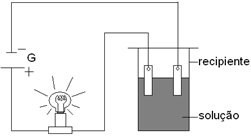 G
+
recipiente
solução